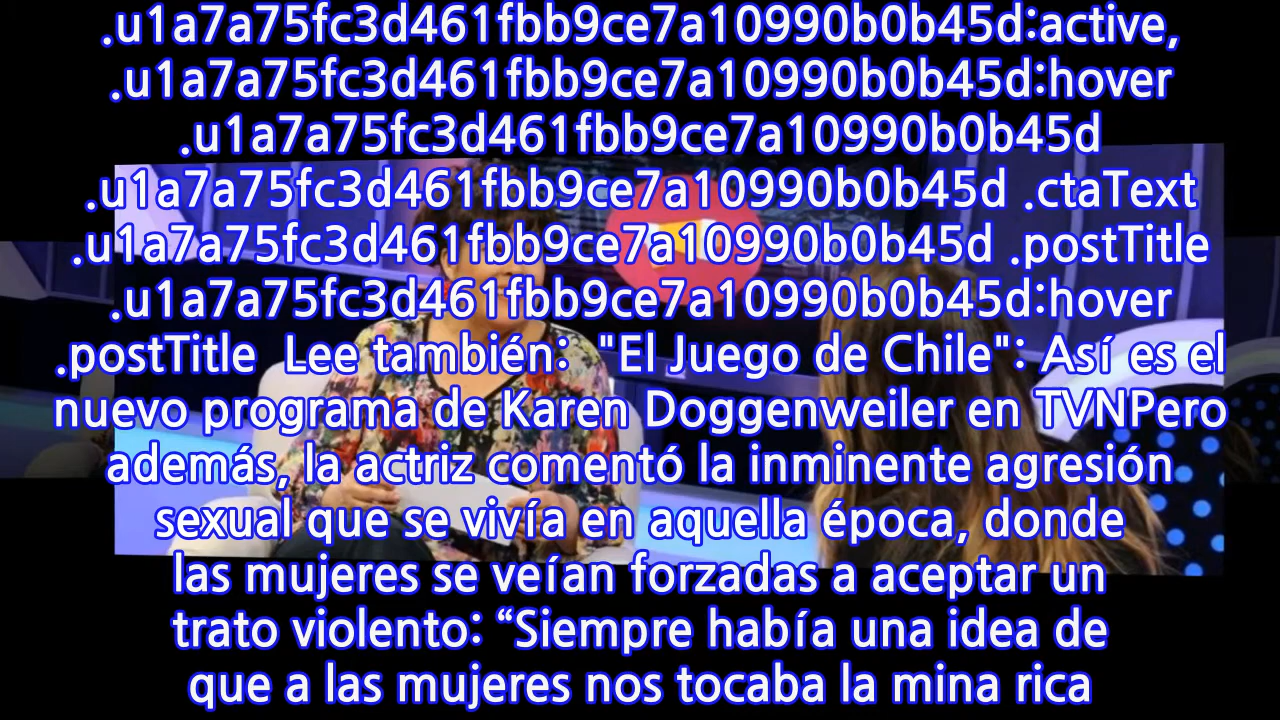 .u1a7a75fc3d461fbb9ce7a10990b0b45d:active,
.u1a7a75fc3d461fbb9ce7a10990b0b45d:hover
.u1a7a75fc3d461fbb9ce7a10990b0b45d
.u1a7a75fc3d461fbb9ce7a10990b0b45d .ctaText
.u1a7a75fc3d461fbb9ce7a10990b0b45d .postTitle
.u1a7a75fc3d461fbb9ce7a10990b0b45d:hover
.postTitle  Lee también:  "El Juego de Chile": Así es el
nuevo programa de Karen Doggenweiler en TVNPero
además, la actriz comentó la inminente agresión
sexual que se vivía en aquella época, donde
las mujeres se veían forzadas a aceptar un
trato violento: “Siempre había una idea de
que a las mujeres nos tocaba la mina rica